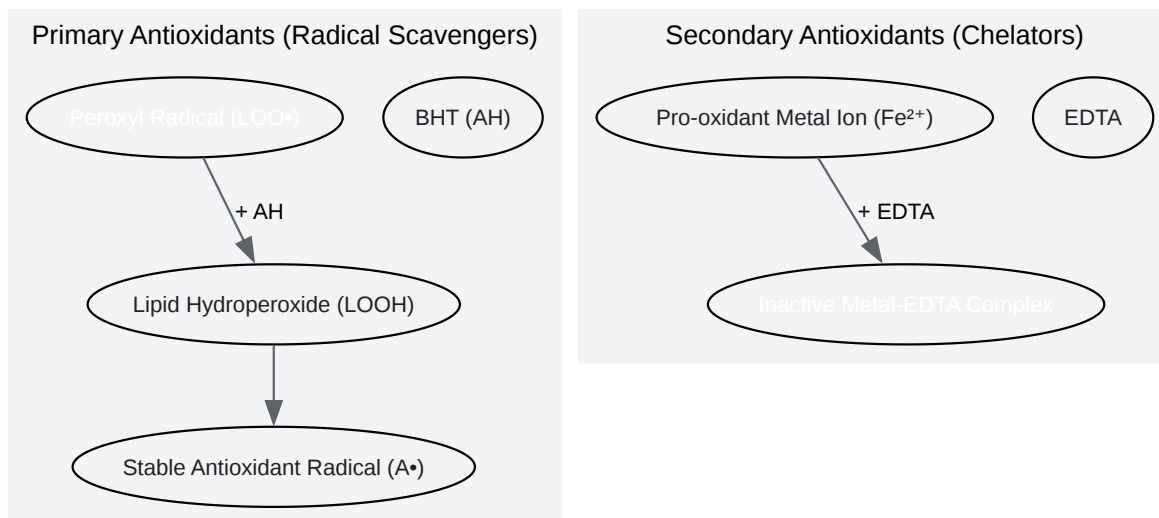 Primary Antioxidants (Radical Scavengers)
Peroxyl Radical (LOO•)
BHT (AH)
+ AH
Lipid Hydroperoxide (LOOH)
Stable Antioxidant Radical (A•)
Secondary Antioxidants (Chelators)
Pro-oxidant Metal Ion (Fe²⁺)
EDTA
+ EDTA
Inactive Metal-EDTA Complex